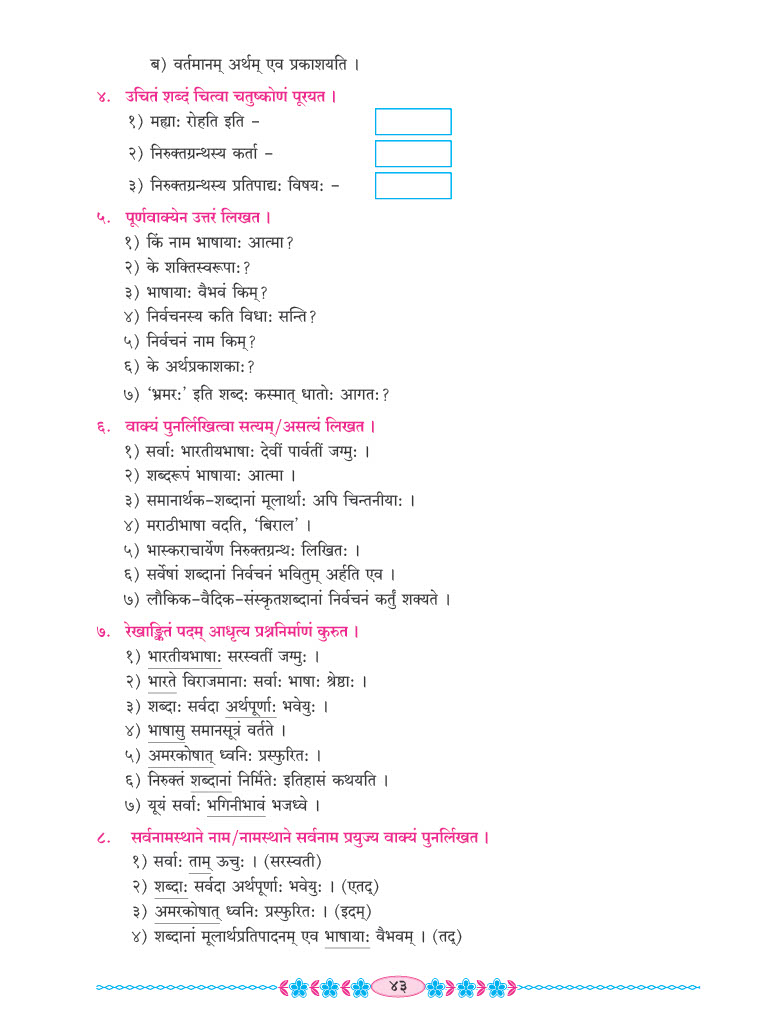 ब) वर्तमानम् अर्थम् एव प्रकाशयति ।
४. उचितं शब्दं चित्वा चतुष्कोणं पूरयत ।
१) मह्याः रोहति इति –
२) निरुक्तग्रन्थस्य कर्ता –
३) निरुक्तग्रन्थस्य प्रतिपाद्यः विषयः –
५. पूर्णवाक्येन उत्तरं लिखत ।
१) किं नाम भाषायाः आत्मा?
२) के शक्तिस्वरूपाः?
३) भाषायाः वैभवं किम्?
४) निर्वचनस्य कति विधाः सन्ति?
५) निर्वचनं नाम किम्?
६) के अर्थप्रकाशकाः?
७) ‘भ्रमरः’ इति शब्दः कस्मात् धातोः आगतः?
६. वाक्यं पुनर्लिखित्वा सत्यम्/असत्यं लिखत ।
१) सर्वाः भारतीयभाषाः देवीं पार्वतीं जग्मुः ।
२) शब्दरूपं भाषायाः आत्मा ।
३) समानार्थक–शब्दानां मूलार्थाः अपि चिन्तनीयाः ।
४) मराठीभाषा वदति, ‘बिराल’ ।
५) भास्कराचार्येण निरुक्तग्रन्थः लिखितः ।
६) सर्वेषां शब्दानां निर्वचनं भवितुम् अर्हति एव ।
७) लौकिक–वैदिक–संस्कृतशब्दानां निर्वचनं कर्तुं शक्यते ।
७. रेखाङ्कितं पदम् आधृत्य प्रश्ननिर्माणं कुरुत ।
१) भारतीयभाषाः सरस्वतीं जग्मुः ।
२) भारते विराजमानाः सर्वाः भाषाः श्रेष्ठाः ।
३) शब्दाः सर्वदा अर्थपूर्णाः भवेयुः ।
४) भाषासु समानसूत्रं वर्तते ।
५) अमरकोषात् ध्वनिः प्रस्फुरितः ।
६) निरुक्तं शब्दानां निर्मितेः इतिहासं कथयति ।
७) यूयं सर्वाः भगिनीभावं भजध्वे ।
८. सर्वनामस्थाने नाम/नामस्थाने सर्वनाम प्रयुज्य वाक्यं पुनर्लिखत ।
१) सर्वाः ताम् ऊचुः । (सरस्वती)
२) शब्दाः सर्वदा अर्थपूर्णाः भवेयुः । (एतद्)
३) अमरकोषात् ध्वनिः प्रस्फुरितः । (इदम्)
४) शब्दानां मूलार्थप्रतिपादनम् एव भाषायाः वैभवम् । (तद्)
४३